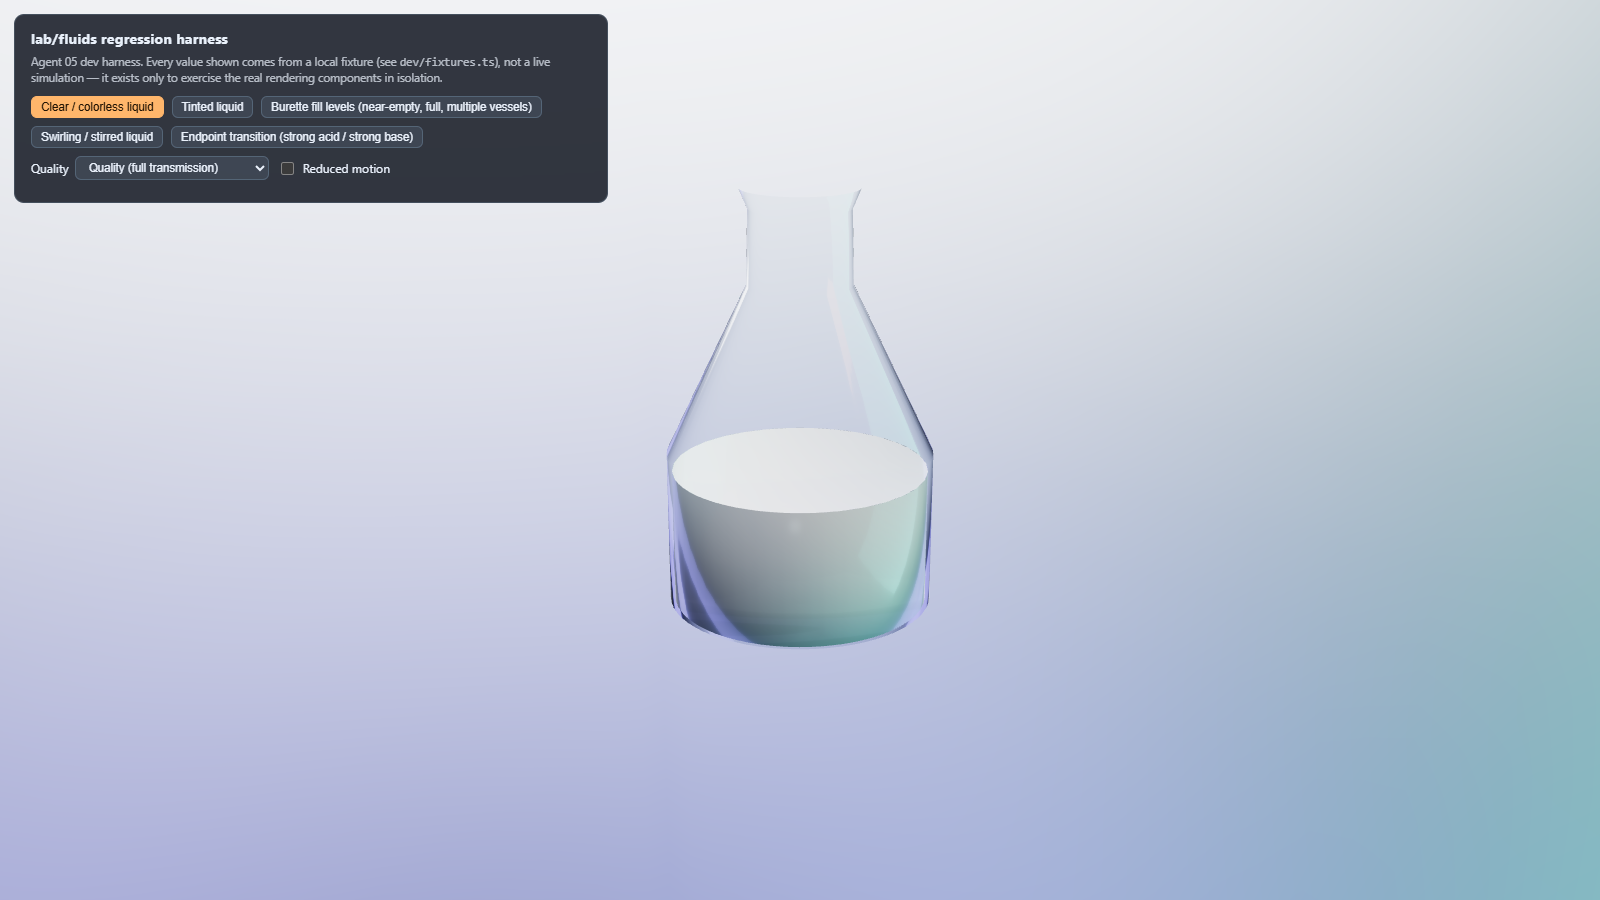 lab/fluids regression harness
Agent 05 dev harness. Every value shown comes from a local fixture (see dev/fixtures.ts), not a live
simulation — it exists only to exercise the real rendering components in isolation.
Clear / colorless liquid Tinted liquid Burette fill levels (near-empty, full, multiple vessels)
Swirling / stirred liquid Endpoint transition (strong acid / strong base)
Quality Quality (full transmission) Reduced motion